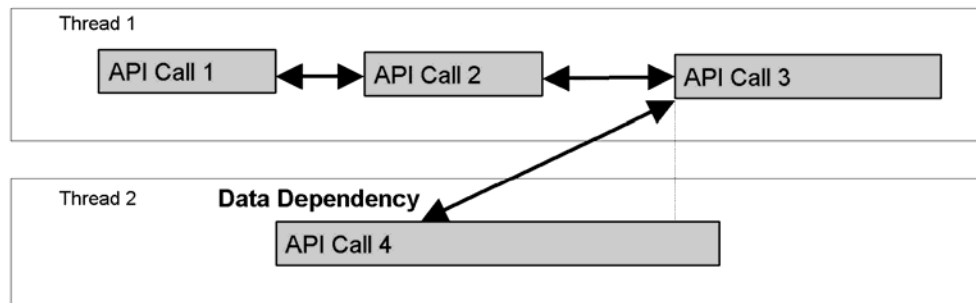 Thread 1
API Call 1
API Call 2
API Call 3
Thread 2
Data Dependency
API Call 4